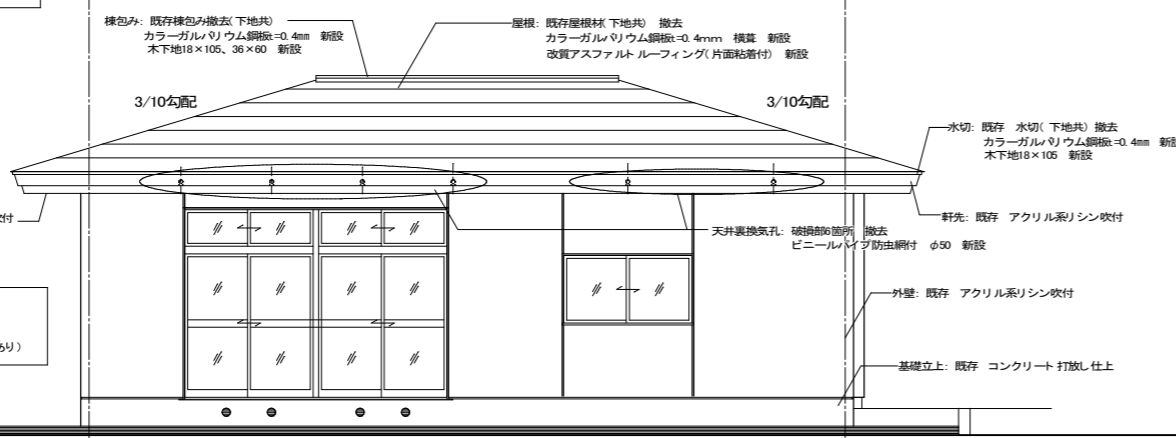 棟包み: 既存棟包み撤去(下地共)
カラーガルバリウム鋼板t=0.4mm 新設
木下地18×105、36×60 新設
屋根: 既存屋根材(下地共) 撤去
カラーガルバリウム鋼板t=0.4mm 横葺 新設
改質アスファルトルーフィング(片面粘着付) 新設
3/10勾配
3/10勾配
水切: 既存 水切(下地共) 撤去
カラーガルバリウム鋼板t=0.4mm 新設
木下地18×105 新設
吹付
軒先: 既存 アクリル系リシン吹付
天井裏換気孔: 破損部6箇所 撤去
ビニールパイプ防虫網付 φ50 新設
外壁: 既存 アクリル系リシン吹付
あり)
基礎立上: 既存 コンクリート打放し仕上